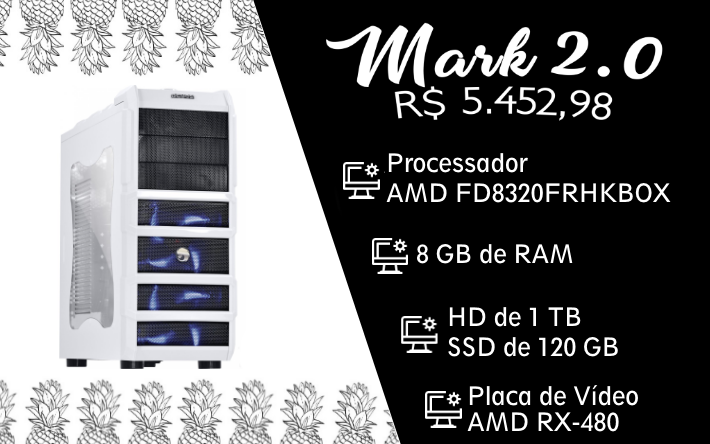 Mark 2.0
R$ 5.452,98
Processador
AMD FD8320FRHKBOX
8 GB de RAM
HD de 1 TB
SSD de 120 GB
Placa de Vídeo
AMD RX-480